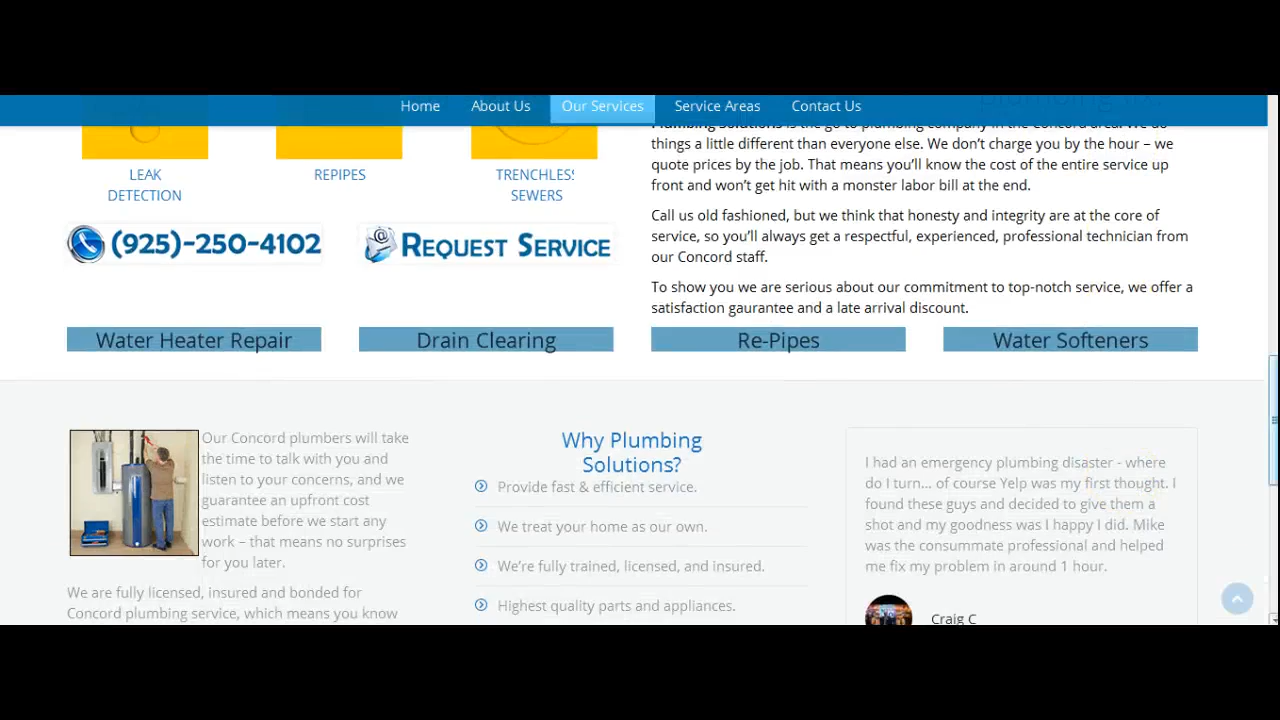 Home About Us Our Services Service Areas Contact Us
LEAK
DETECTION
REPIPES
TRENCHLESS
SEWERS
(925)-250-4102
REQUEST SERVICE
Plumbing Solutions is the go to plumbing company in the Concord area. We do
things a little different than everyone else. We don't charge you by the hour – we
quote prices by the job. That means you'll know the cost of the entire service up
front and won't get hit with a monster labor bill at the end.
Call us old fashioned, but we think that honesty and integrity are at the core of
service, so you'll always get a respectful, experienced, professional technician from
our Concord staff.
To show you we are serious about our commitment to top-notch service, we offer a
satisfaction gaurantee and a late arrival discount.
Water Heater Repair
Drain Clearing
Re-Pipes
Water Softeners
Our Concord plumbers will take
the time to talk with you and
listen to your concerns, and we
guarantee an upfront cost
estimate before we start any
work – that means no surprises
for you later.
We are fully licensed, insured and bonded for
Concord plumbing service, which means you know
Why Plumbing
Solutions?
Provide fast & efficient service.
We treat your home as our own.
We're fully trained, licensed, and insured.
Highest quality parts and appliances.
I had an emergency plumbing disaster - where
do I turn... of course Yelp was my first thought. I
found these guys and decided to give them a
shot and my goodness was I happy I did. Mike
was the consummate professional and helped
me fix my problem in around 1 hour.
Craig C